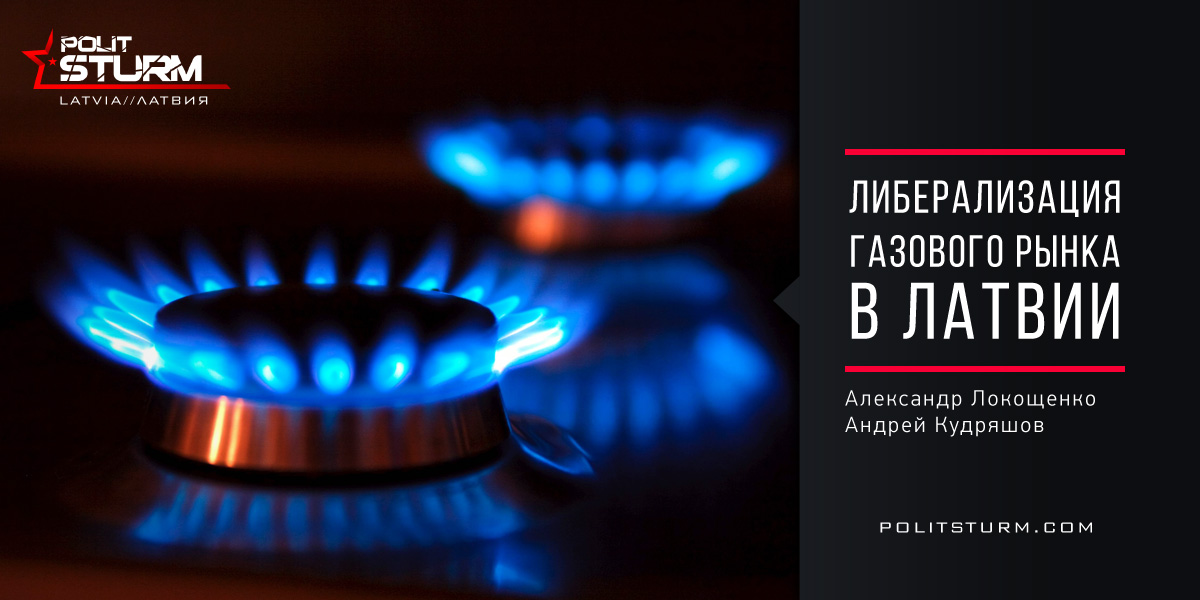 POLIT
STURM
LATVIA//ЛАТВИЯ
ЛИБЕРАЛИЗАЦИЯ
ГАЗОВОГО РЫНКА
В ЛАТВИИ
Александр Локощенко
Андрей Кудряшов
POLITSTURM.COM